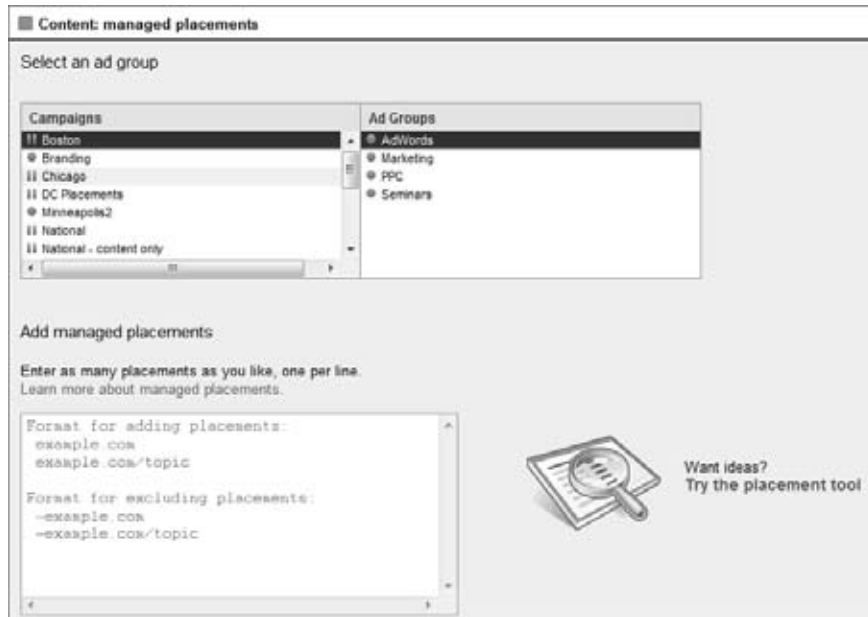 Content: managed placements
Select an ad group
Campaigns
Ad Groups
Boston
AdWords
Branding
Marketing
Chicago
PPC
DC Placements
Seminars
Minneapolis2
National
National - content only
Add managed placements
Enter as many placements as you like, one per line.
Learn more about managed placements.
Format for adding placements:
example.com
example.com/topic
Format for excluding placements:
-example.com
-example.com/topic
Want ideas?
Try the placement tool